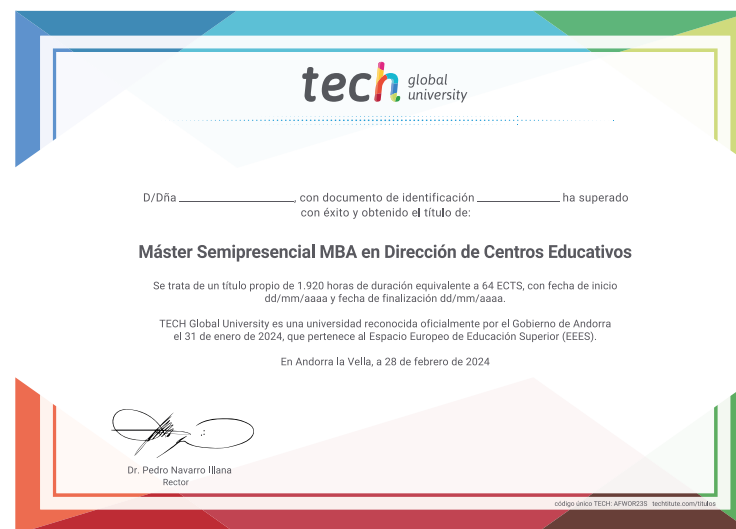 tech global university
D/Dña ____________, con documento de identificación ____________ ha superado
con éxito y obtenido el título de:
Máster Semipresencial MBA en Dirección de Centros Educativos
Se trata de un título propio de 1.920 horas de duración equivalente a 64 ECTS, con fecha de inicio
dd/mm/aaaa y fecha de finalización dd/mm/aaaa.
TECH Global University es una universidad reconocida oficialmente por el Gobierno de Andorra
el 31 de enero de 2024, que pertenece al Espacio Europeo de Educación Superior (EEES).
En Andorra la Vella, a 28 de febrero de 2024
Dr. Pedro Navarro Illana
Rector
código único TECH: AFWOR23S techtitute.com/titulos